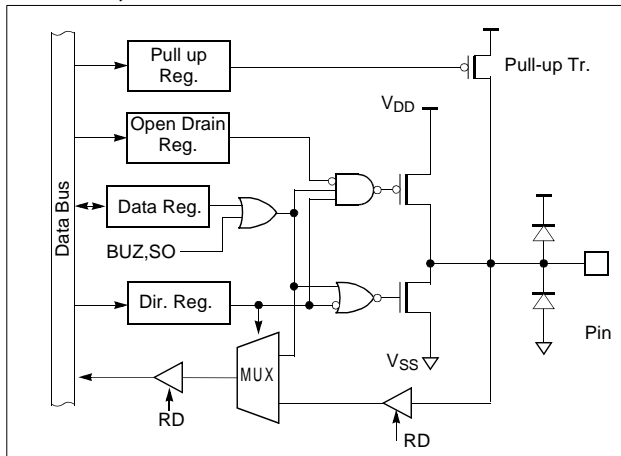 Pull up
Reg.
Pull-up Tr.
VDD
Open Drain
Reg.
Data Bus
Data Reg.
BUZ,SO
Dir. Reg.
VSS
Pin
MUX
RD
RD